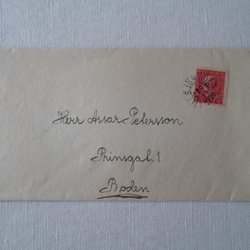 Herr Assar Petersson
Prinsgat. 1
Boden